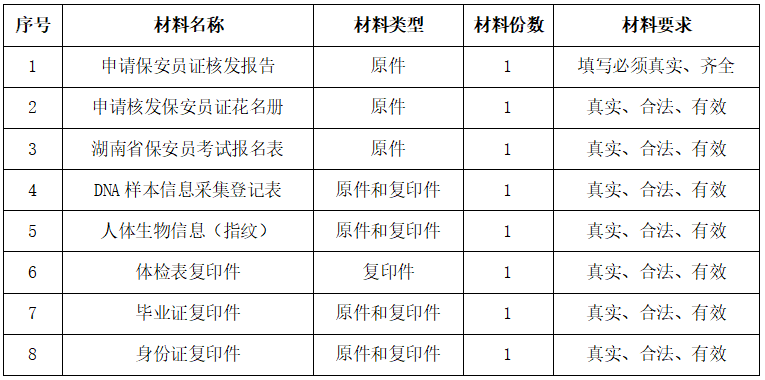 序号 材料名称 材料类型 材料份数 材料要求
1 申请保安员证核发报告 原件 1 填写必须真实、齐全
2 申请核发保安员证花名册 原件 1 真实、合法、有效
3 湖南省保安员考试报名表 原件 1 真实、合法、有效
4 DNA 样本信息采集登记表 原件和复印件 1 真实、合法、有效
5 人体生物信息（指纹） 原件和复印件 1 真实、合法、有效
6 体检表复印件 复印件 1 真实、合法、有效
7 毕业证复印件 原件和复印件 1 真实、合法、有效
8 身份证复印件 原件和复印件 1 真实、合法、有效